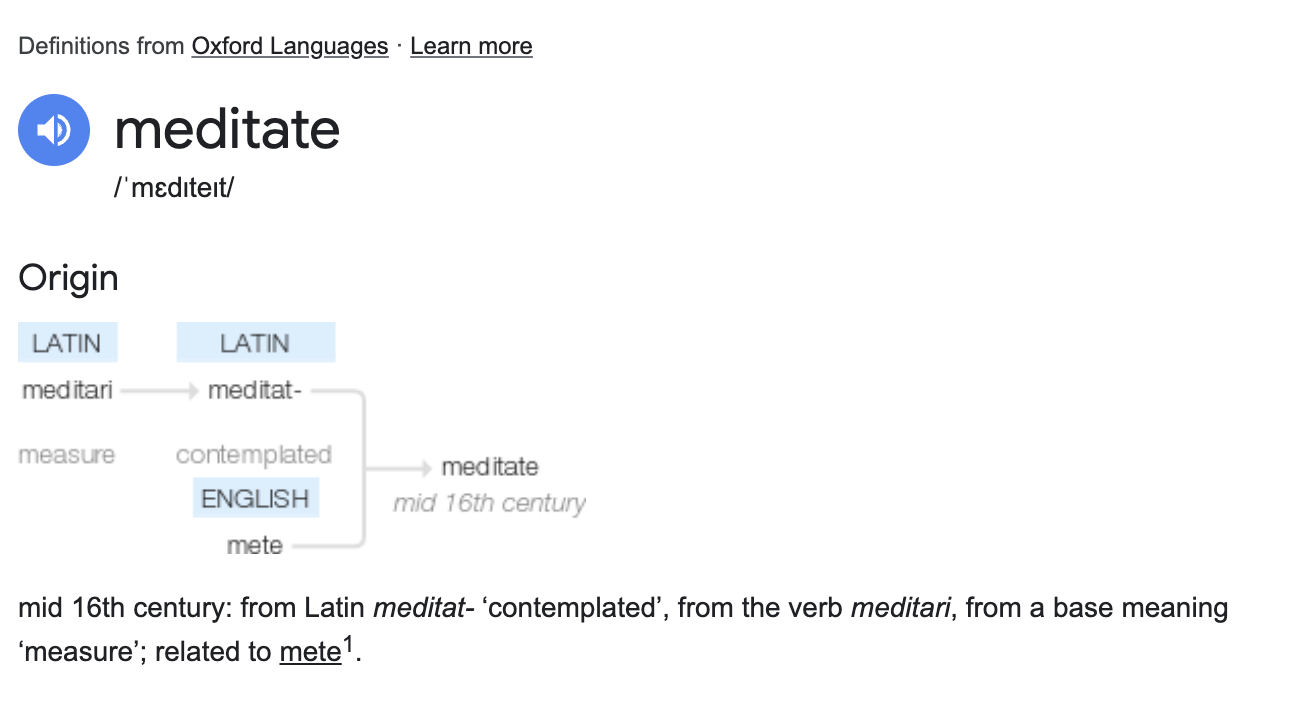 Definitions from Oxford Languages · Learn more
meditate
/ˈmɛdɪteɪt/
Origin
LATIN LATIN
meditari meditat-
measure contemplated
meditate
ENGLISH
mid 16th century
mete
mid 16th century: from Latin meditat- ‘contemplated’, from the verb meditari, from a base meaning
‘measure’; related to mete¹.